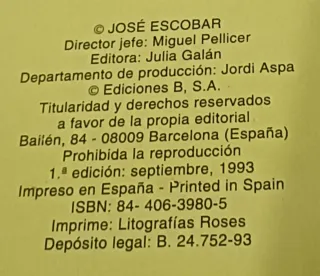 © JOSÉ ESCOBAR
Director jefe: Miguel Pellicer
Editora: Julia Galán
Departamento de producción: Jordi Aspa
© Ediciones B, S.A.
Titularidad y derechos reservados
a favor de la propia editorial
Bailén, 84 - 08009 Barcelona (España)
Prohibida la reproducción
1.ª edición: septiembre, 1993
Impreso en España - Printed in Spain
ISBN: 84- 406-3980-5
Imprime: Litografías Roses
Depósito legal: B. 24.752-93